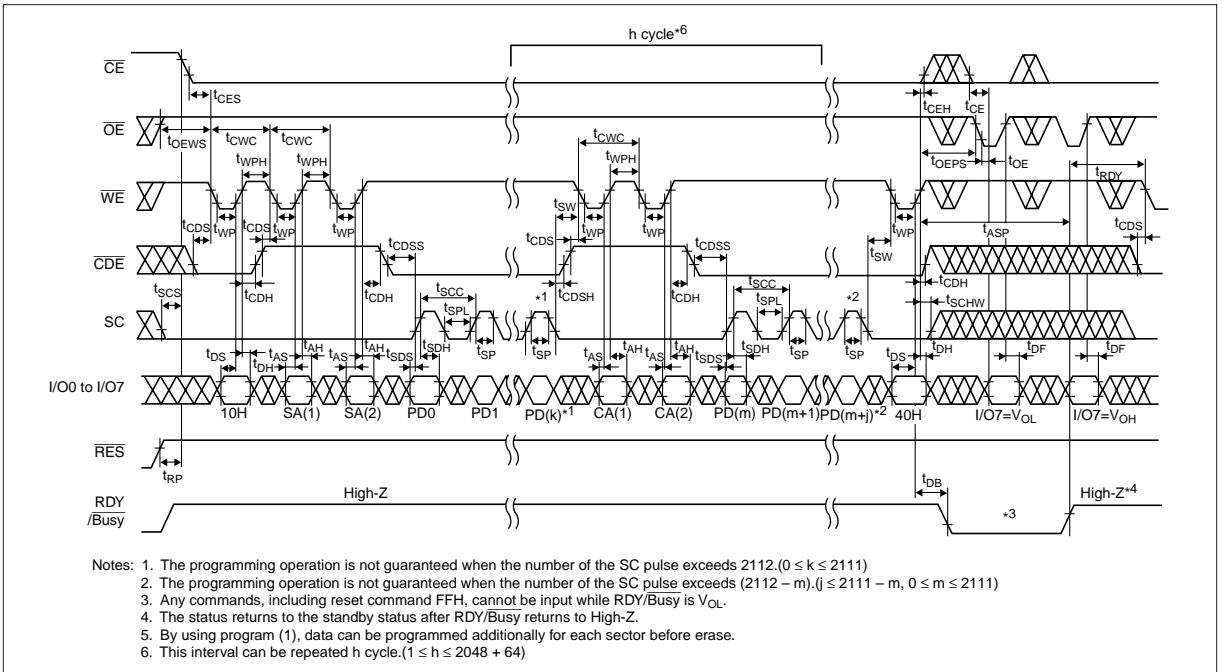 h cycle*6
CE
tCES
tCEH
tCE
OE
tOEWS
tCWC
tCWC
tCWC
tOEPS
tOE
tWPH
tWPH
tWPH
tRDY
WE
tSW
tCDS
tWP
tWP
tWP
tCDS
tWP
tWP
tWP
tASP
tCDS
CDE
tCDSS
tCDSS
tSW
tCDH
tCDH
tCDSH
tCDH
tCDH
tSCS
tSCC
*1
tSCC
*2
tSCHW
SC
tSPL
tSPL
tSP
tSP
tSP
tSP
tDS
tDH
tAS
tAH
tAS
tAH
tSDS
tSDH
tAS
tAH
tAS
tAH
tSDS
tSDH
tDS
tDH
tDF
tDF
I/O0 to I/O7
10H
SA(1)
SA(2)
PD0
PD1
PD(k)*1
CA(1)
CA(2)
PD(m)
PD(m+1)
PD(m+j)*2
40H
I/O7=VOL
I/O7=VOH
RES
tRP
tDB
RDY
/Busy
High-Z
*3
High-Z*4
Notes: 1. The programming operation is not guaranteed when the number of the SC pulse exceeds 2112.(0 ≤ k ≤ 2111)
2. The programming operation is not guaranteed when the number of the SC pulse exceeds (2112 – m).(j ≤ 2111 – m, 0 ≤ m ≤ 2111)
3. Any commands, including reset command FFH, cannot be input while RDY/Busy is VOL.
4. The status returns to the standby status after RDY/Busy returns to High-Z.
5. By using program (1), data can be programmed additionally for each sector before erase.
6. This interval can be repeated h cycle.(1 ≤ h ≤ 2048 + 64)